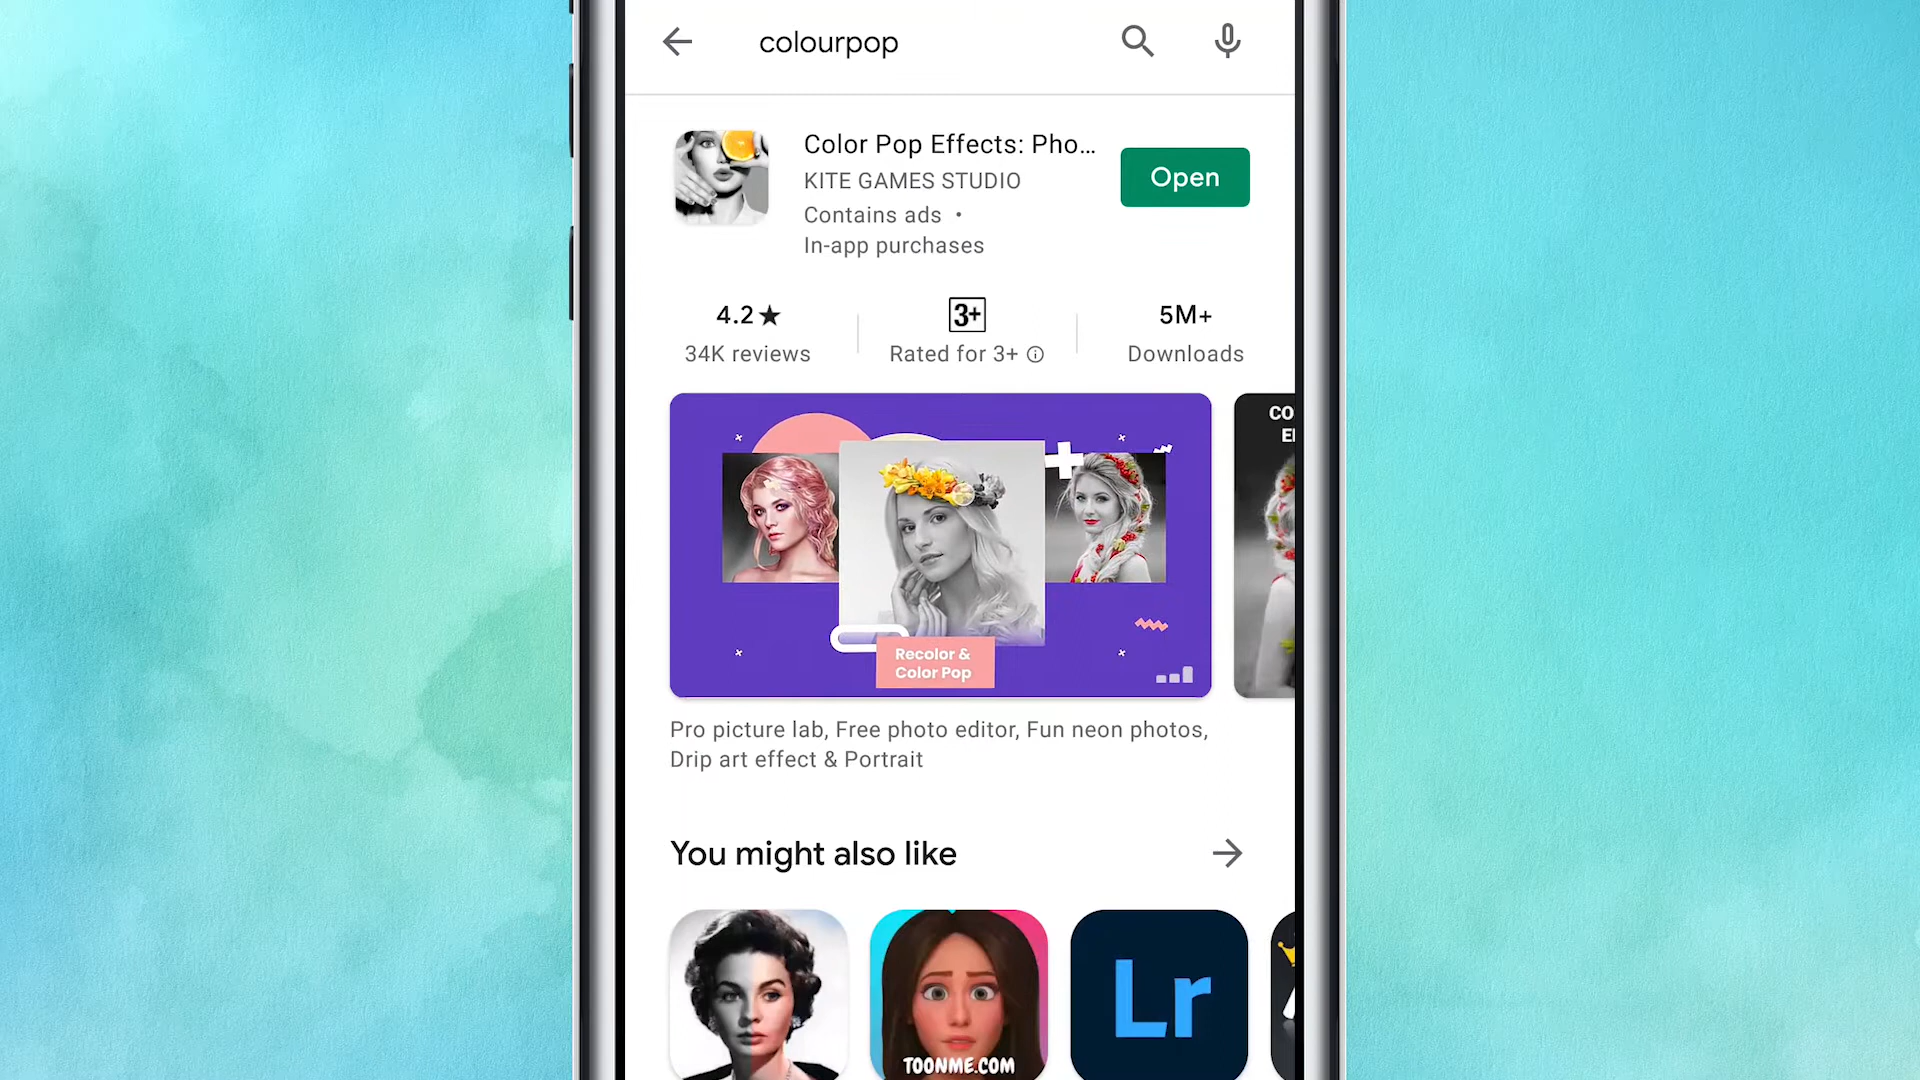 colourpop
Color Pop Effects: Pho...
KITE GAMES STUDIO
Open
Contains ads •
In-app purchases
4.2★
3+
5M+
34K reviews
Rated for 3+
Downloads
CO
Recolor &
Color Pop
Pro picture lab, Free photo editor, Fun neon photos,
Drip art effect & Portrait
You might also like
TOONME.COM
Lr